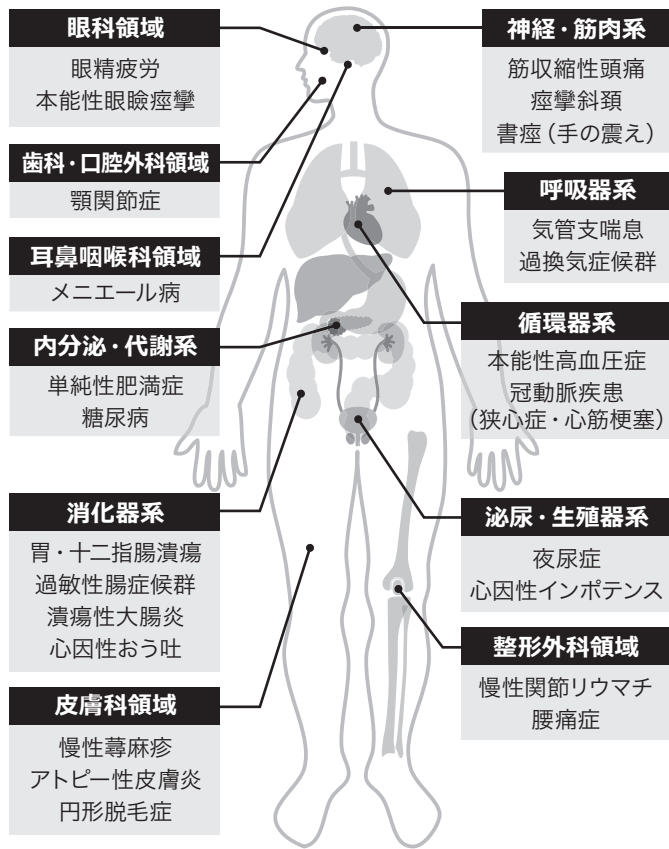 眼科領域
眼精疲労
本能性眼瞼痙攣
歯科・口腔外科領域
顎関節症
耳鼻咽喉科領域
メニエール病
内分泌・代謝系
単純性肥満症
糖尿病
消化器系
胃・十二指腸潰瘍
過敏性腸症候群
潰瘍性大腸炎
心因性おう吐
皮膚科領域
慢性蕁麻疹
アトピー性皮膚炎
円形脱毛症
神経・筋肉系
筋収縮性頭痛
痙攣斜頚
書痙（手の震え）
呼吸器系
気管支喘息
過換気症候群
循環器系
本能性高血圧症
冠動脈疾患
（狭心症・心筋梗塞）
泌尿・生殖器系
夜尿症
心因性インポテンス
整形外科領域
慢性関節リウマチ
腰痛症